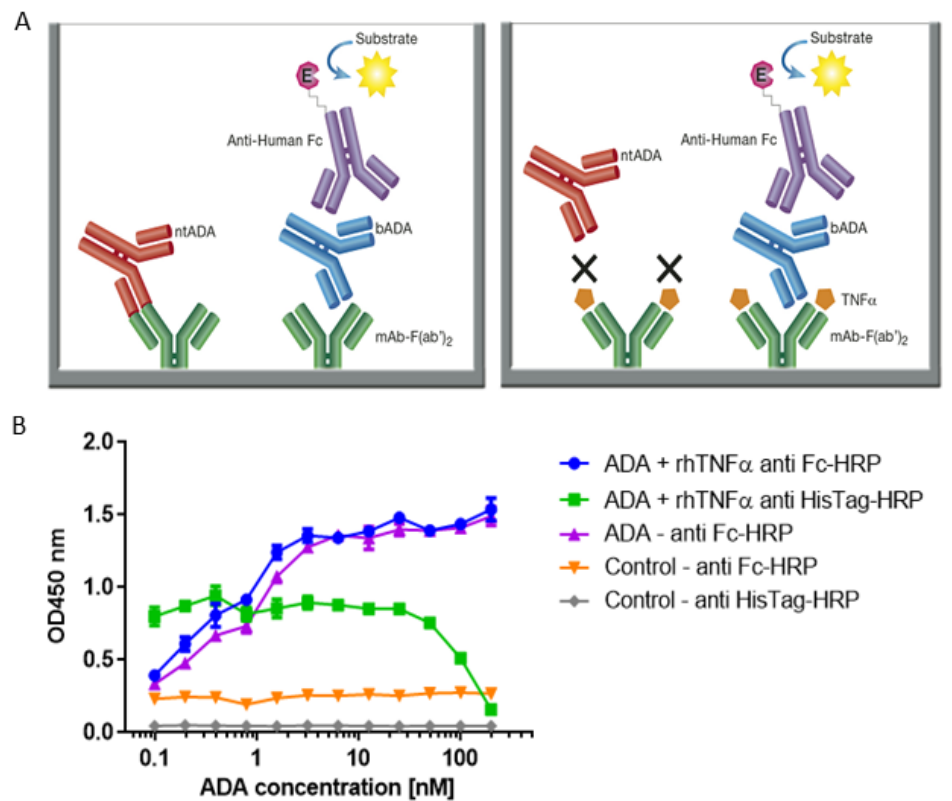 A
Substrate
E
Anti-Human Fc
ntADA
bADA
mAb-F(ab')₂
Substrate
E
Anti-Human Fc
ntADA
bADA
TNFα
mAb-F(ab')₂
B
OD450 nm
2.0
1.5
1.0
0.5
0.0
0.1
1
10
100
ADA concentration [nM]
ADA + rhTNFα anti Fc-HRP
ADA + rhTNFα anti HisTag-HRP
ADA - anti Fc-HRP
Control - anti Fc-HRP
Control - anti HisTag-HRP